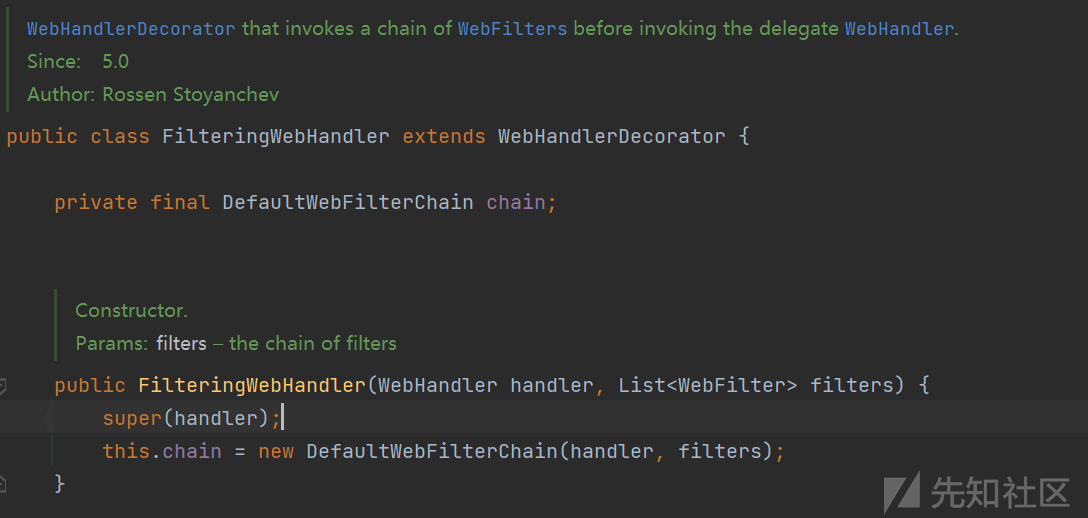 WebHandlerDecorator that invokes a chain of WebFilters before invoking the delegate WebHandler.
Since: 5.0
Author: Rossen Stoyanchev
public class FilteringWebHandler extends WebHandlerDecorator {
private final DefaultWebFilterChain chain;
Constructor.
Params: filters – the chain of filters
public FilteringWebHandler(WebHandler handler, List<WebFilter> filters) {
super(handler);
this.chain = new DefaultWebFilterChain(handler, filters);
}
先知社区